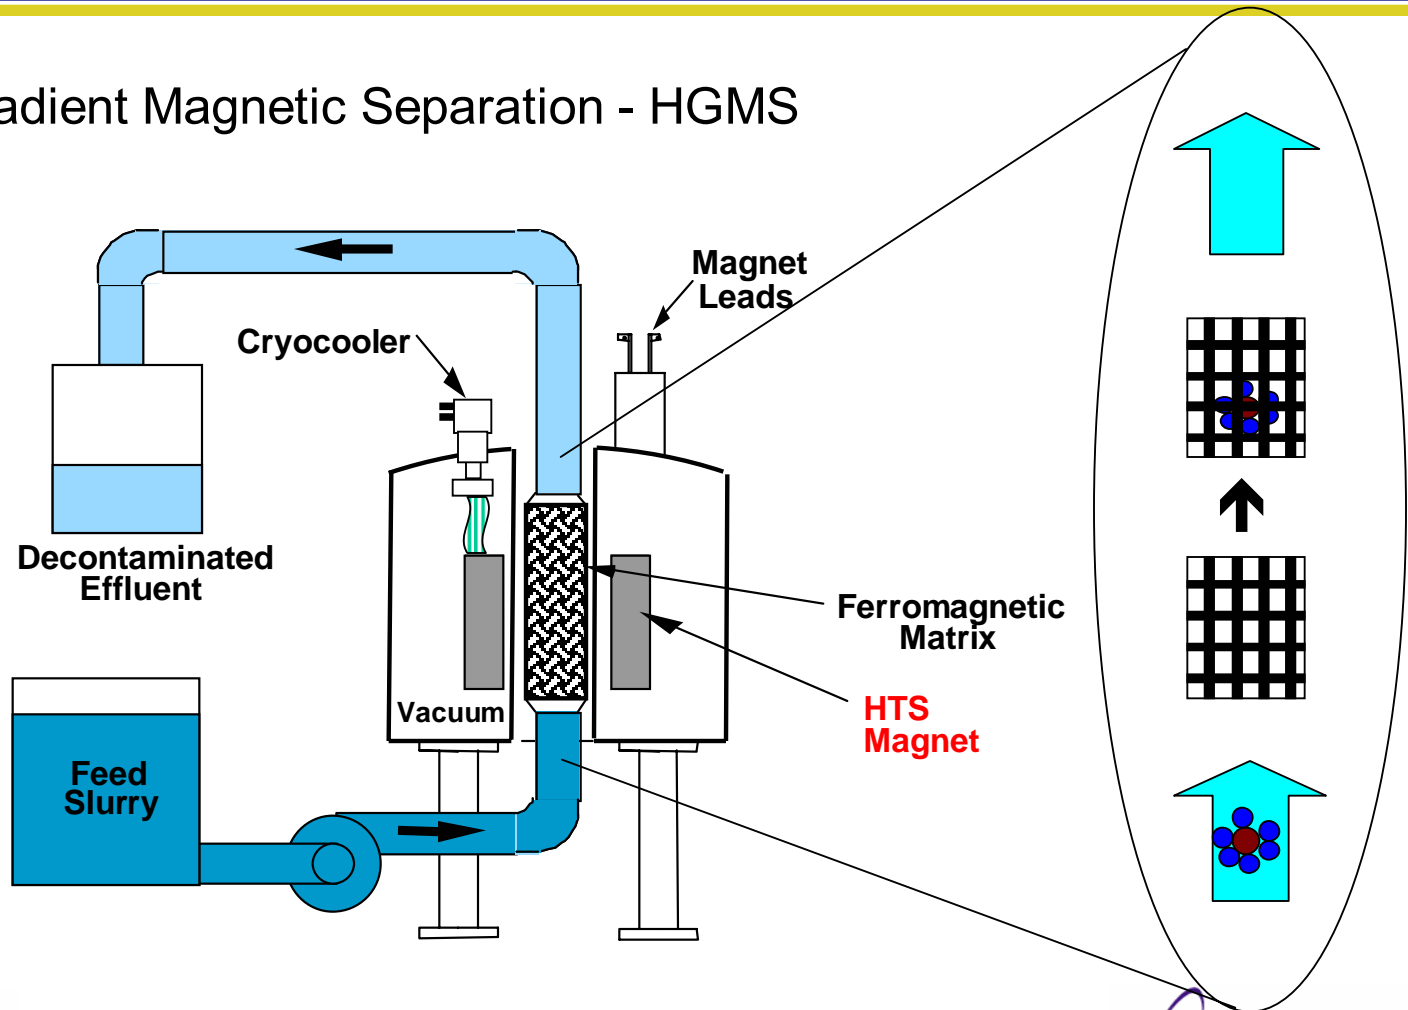 adient Magnetic Separation - HGMS
Magnet
Leads
Cryocooler
Decontaminated
Effluent
Ferromagnetic
Matrix
HTS
Magnet
Vacuum
Feed
Slurry